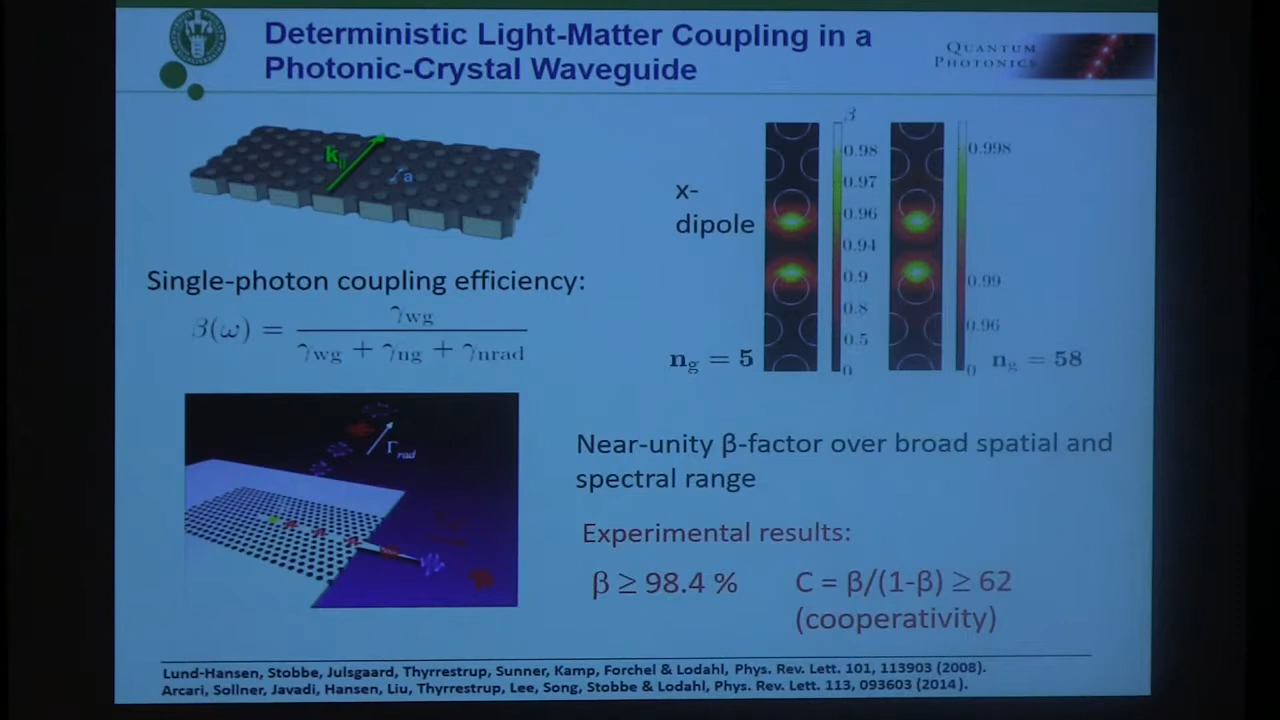 Deterministic Light-Matter Coupling in a
Photonic-Crystal Waveguide
QUANTUM
PHOTONICS
k||
a
Single-photon coupling efficiency:
β(ω) = γwg / (γwg + γng + γnrad)
Γrad
x-
dipole
β
0.98
0.97
0.96
0.94
0.9
0.8
0.5
0
0.998
0.99
0.96
0
ng = 5
ng = 58
Near-unity β-factor over broad spatial and
spectral range
Experimental results:
β ≥ 98.4 %
C = β/(1-β) ≥ 62
(cooperativity)
Lund-Hansen, Stobbe, Julsgaard, Thyrrestrup, Sunner, Kamp, Forchel & Lodahl, Phys. Rev. Lett. 101, 113903 (2008).
Arcari, Sollner, Javadi, Hansen, Liu, Thyrrestrup, Lee, Song, Stobbe & Lodahl, Phys. Rev. Lett. 113, 093603 (2014).